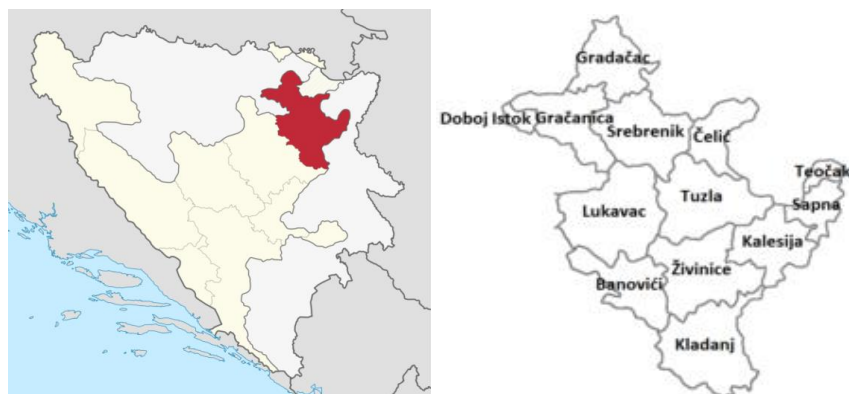 Gradačac
Doboj Istok
Gračanica
Srebrenik
Čelić
Teočak
Sapna
Tuzla
Lukavac
Kalesija
Živinice
Banovići
Kladanj